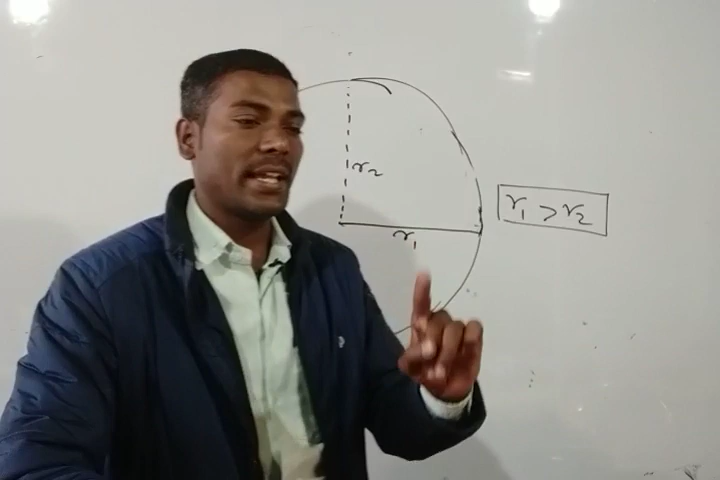 r₂
r₁
r₁ > r₂